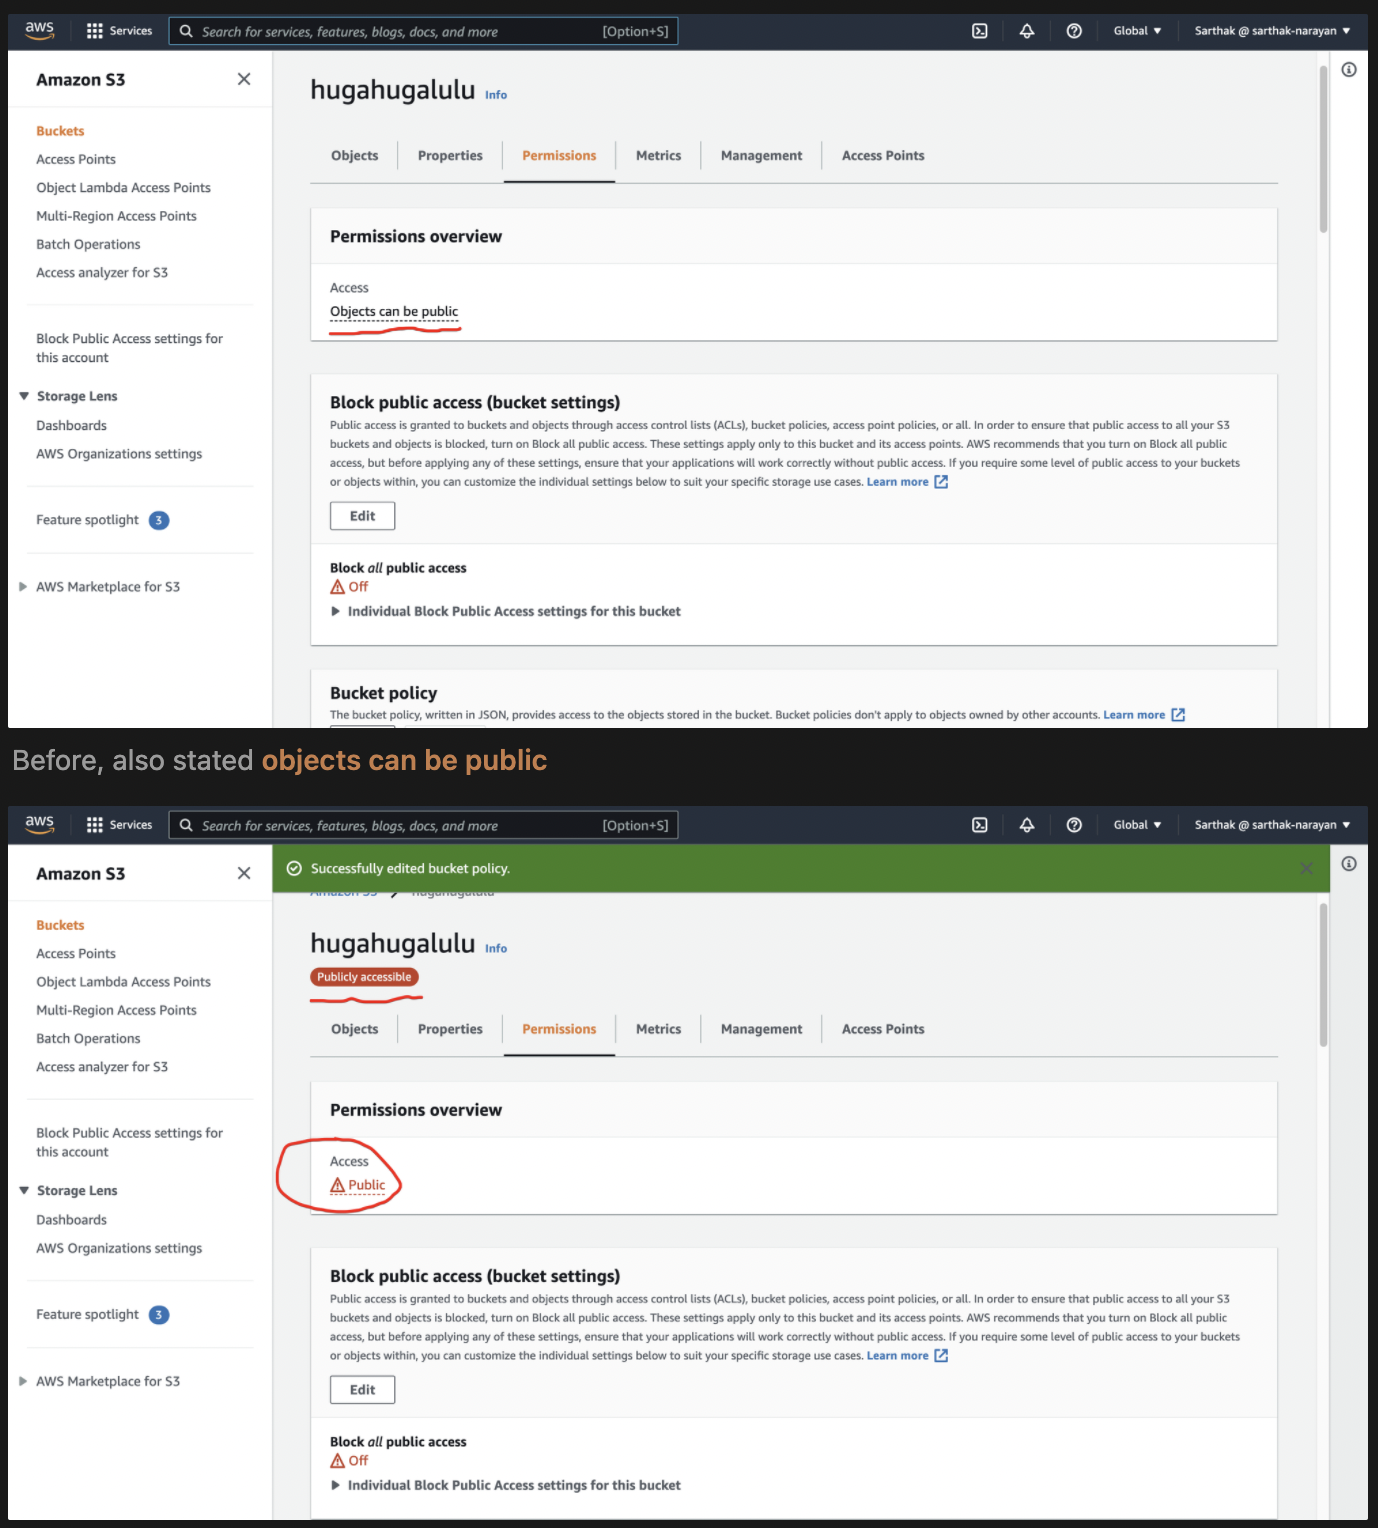 aws Services Search for services, features, blogs, docs, and more [Option+S] Global ▼ Sarthak @ sarthak-narayan ▼
Amazon S3
Buckets
Access Points
Object Lambda Access Points
Multi-Region Access Points
Batch Operations
Access analyzer for S3
Block Public Access settings for
this account
Storage Lens
Dashboards
AWS Organizations settings
Feature spotlight 3
AWS Marketplace for S3
hugahugalulu Info
Objects Properties Permissions Metrics Management Access Points
Permissions overview
Access
Objects can be public
Block public access (bucket settings)
Public access is granted to buckets and objects through access control lists (ACLs), bucket policies, access point policies, or all. In order to ensure that public access to all your S3
buckets and objects is blocked, turn on Block all public access. These settings apply only to this bucket and its access points. AWS recommends that you turn on Block all public
access, but before applying any of these settings, ensure that your applications will work correctly without public access. If you require some level of public access to your buckets
or objects within, you can customize the individual settings below to suit your specific storage use cases. Learn more
Edit
Block all public access
Off
Individual Block Public Access settings for this bucket
Bucket policy
The bucket policy, written in JSON, provides access to the objects stored in the bucket. Bucket policies don't apply to objects owned by other accounts. Learn more
Before, also stated objects can be public
aws Services Search for services, features, blogs, docs, and more [Option+S] Global ▼ Sarthak @ sarthak-narayan ▼
Amazon S3
Buckets
Access Points
Object Lambda Access Points
Multi-Region Access Points
Batch Operations
Access analyzer for S3
Block Public Access settings for
this account
Storage Lens
Dashboards
AWS Organizations settings
Feature spotlight 3
AWS Marketplace for S3
Successfully edited bucket policy.
Amazon S3 > hugahugalulu
hugahugalulu Info
Publicly accessible
Objects Properties Permissions Metrics Management Access Points
Permissions overview
Access
Public
Block public access (bucket settings)
Public access is granted to buckets and objects through access control lists (ACLs), bucket policies, access point policies, or all. In order to ensure that public access to all your S3
buckets and objects is blocked, turn on Block all public access. These settings apply only to this bucket and its access points. AWS recommends that you turn on Block all public
access, but before applying any of these settings, ensure that your applications will work correctly without public access. If you require some level of public access to your buckets
or objects within, you can customize the individual settings below to suit your specific storage use cases. Learn more
Edit
Block all public access
Off
Individual Block Public Access settings for this bucket